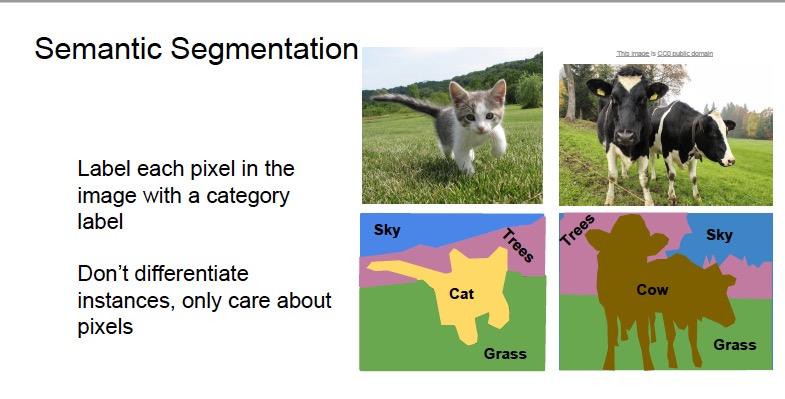 Semantic Segmentation
This image is CC0 public domain
Label each pixel in the
image with a category
label
Don't differentiate
instances, only care about
pixels
Sky
Trees
Cat
Grass
Trees
Sky
Cow
Grass